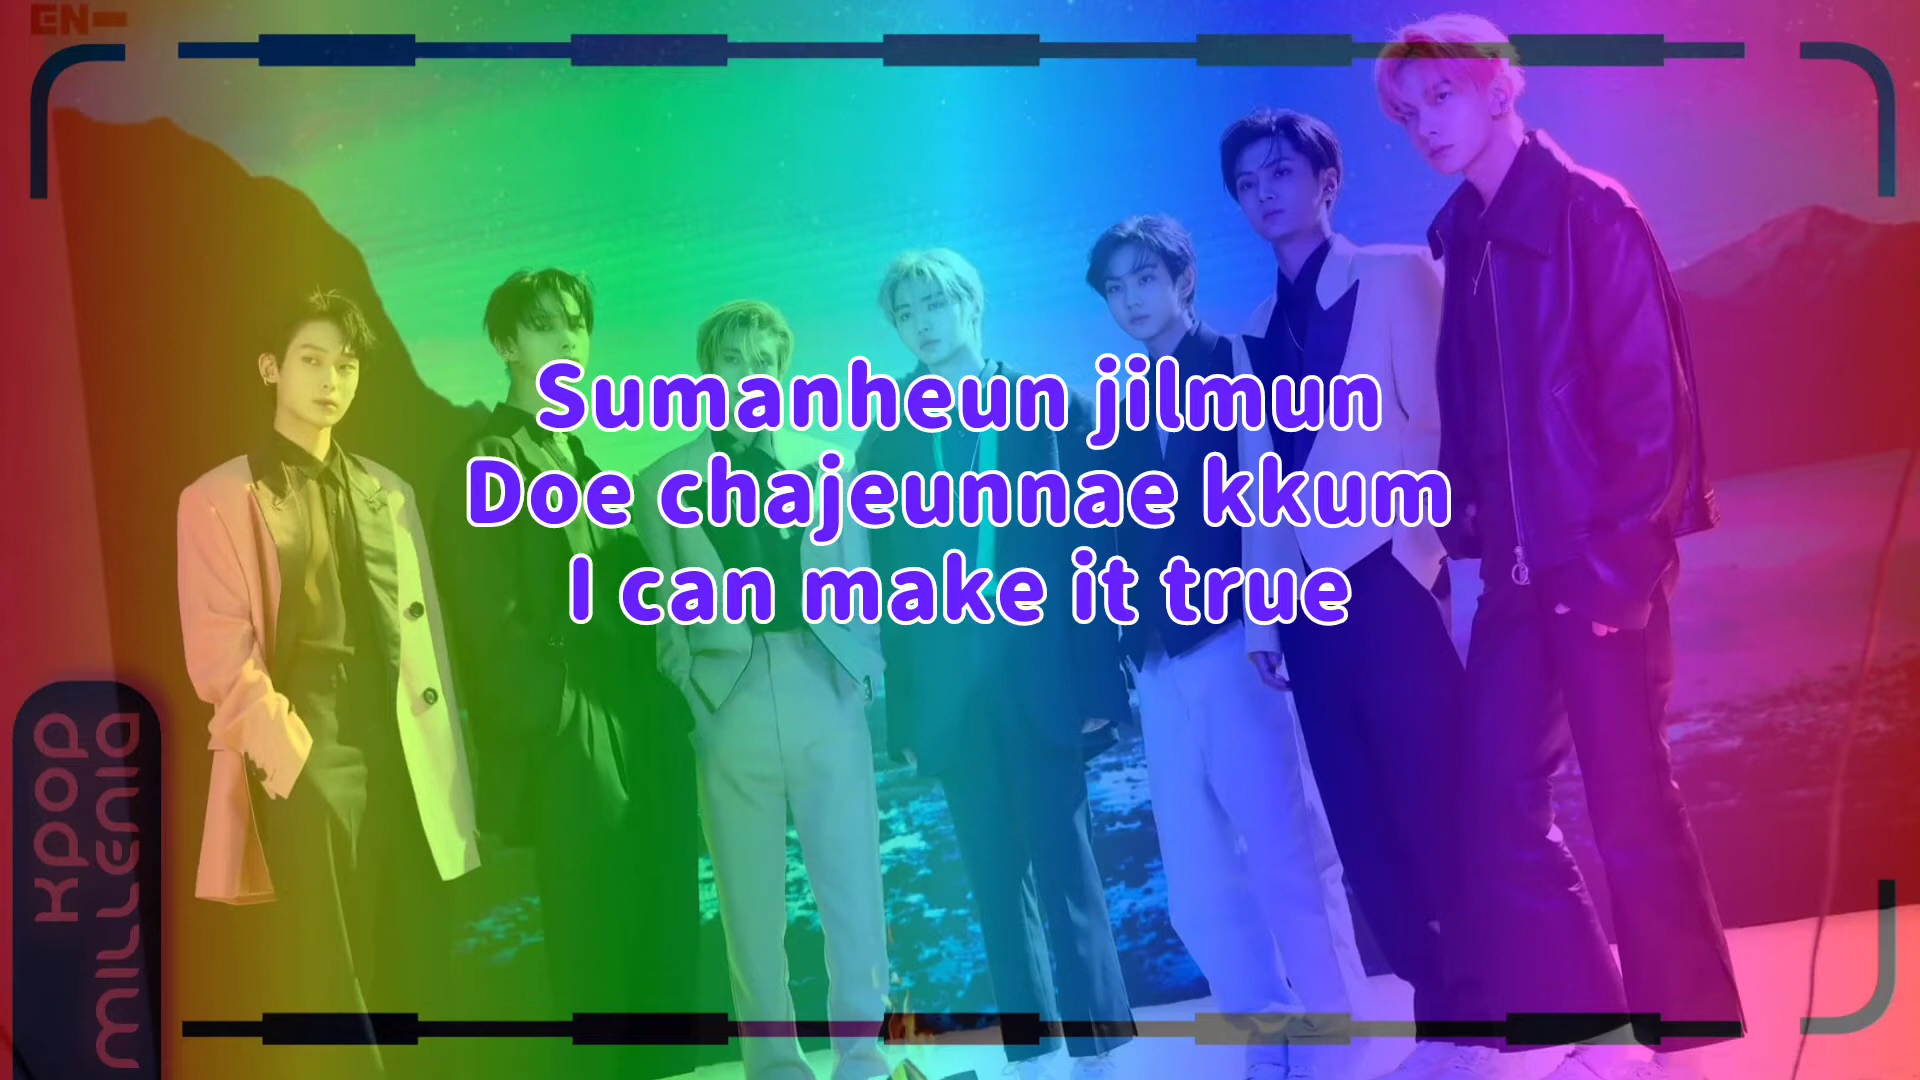 EN-
Sumanheun jilmun
Doe chajeunnae kkum
I can make it true
kpop
millenia